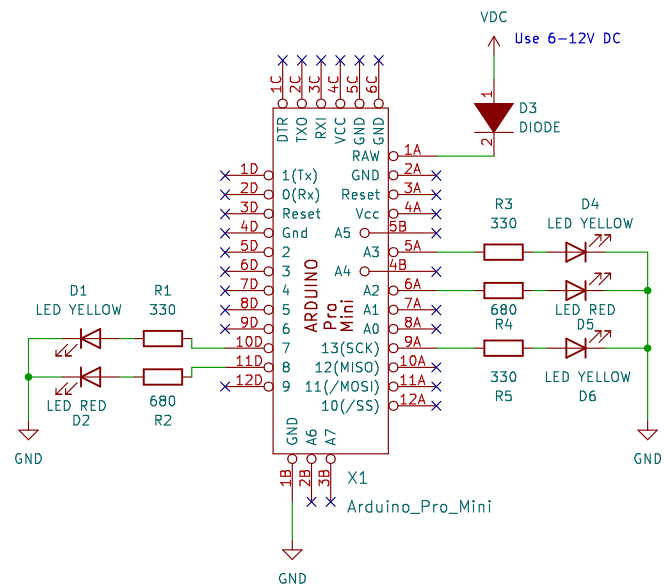 VDC
Use 6-12V DC
1C
2C
3C
4C
5C
6C
DTR
TXO
RXI
VCC
GND
GND
1
D3
DIODE
2
RAW
1A
1D
1(Tx)
GND
2A
2D
0(Rx)
Reset
3A
3D
Reset
Vcc
4A
4D
Gnd
A5
5B
5D
2
A3
5A
6D
3
A4
4B
7D
4
A2
6A
8D
5
A1
7A
9D
6
A0
8A
10D
7
13(SCK)
9A
11D
8
12(MISO)
10A
12D
9
11(/MOSI)
11A
10(/SS)
12A
ARDUINO
Pro
Mini
R3
330
D4
LED YELLOW
680
R4
LED RED
D5
330
R5
LED YELLOW
D6
D1
LED YELLOW
R1
330
LED RED
D2
680
R2
GND
GND
GND
A6
A7
1B
2B
3B
X1
Arduino_Pro_Mini
GND